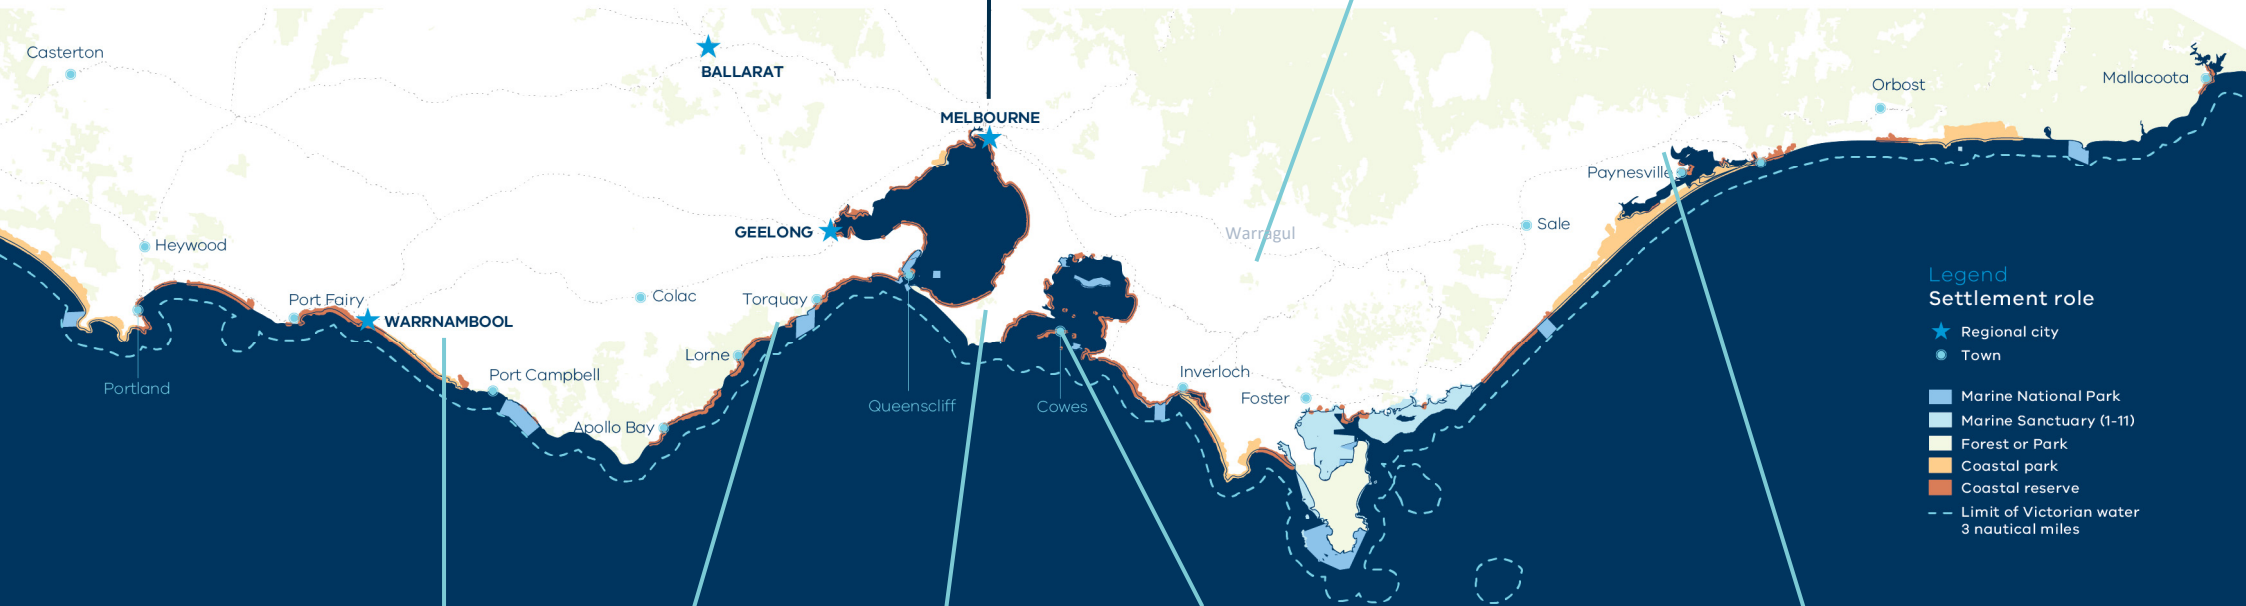 Casterton
BALLARAT
Mallacoota
Orbost
MELBOURNE
Paynesville
Sale
GEELONG
Warragul
Heywood
Port Fairy
WARRNAMBOOL
Colac
Torquay
Lorne
Port Campbell
Portland
Apollo Bay
Queenscliff
Cowes
Inverloch
Foster
Legend
Settlement role
Regional city
Town
Marine National Park
Marine Sanctuary (1-11)
Forest or Park
Coastal park
Coastal reserve
Limit of Victorian water
3 nautical miles